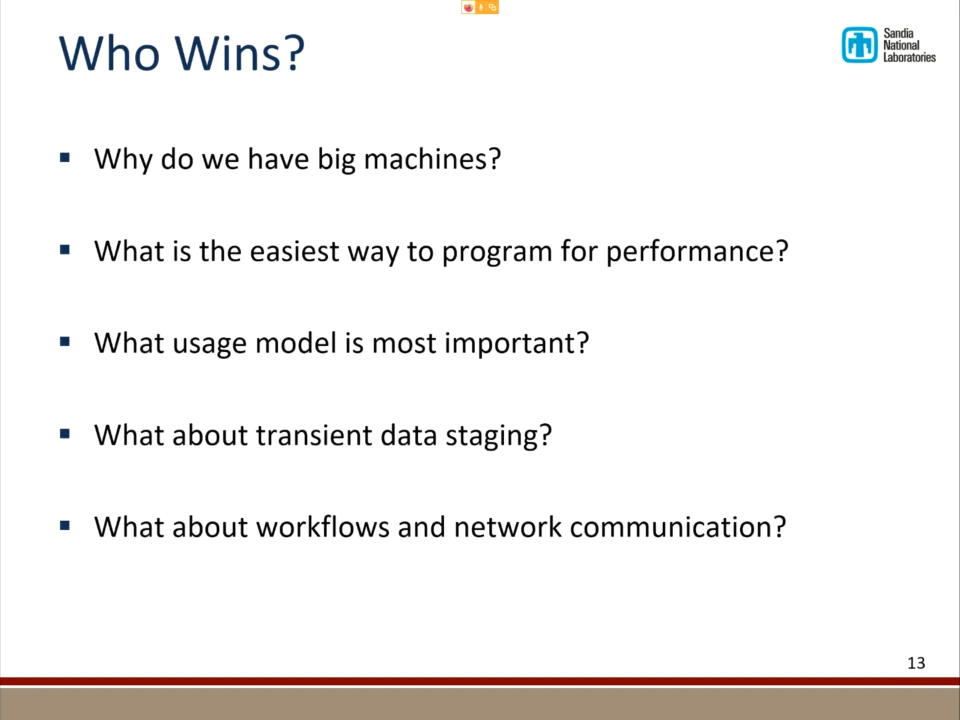 Who Wins?
Sandia
National
Laboratories
▪ Why do we have big machines?
▪ What is the easiest way to program for performance?
▪ What usage model is most important?
▪ What about transient data staging?
▪ What about workflows and network communication?
13